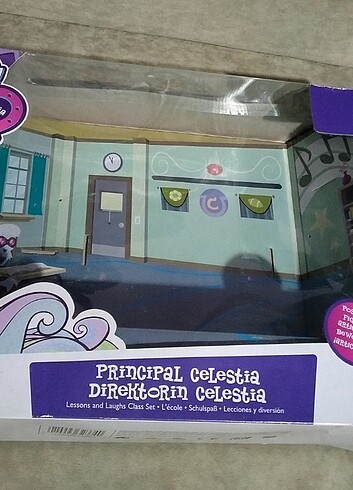 PRINCIPAL CELESTIA
DIREKTORIN CELESTIA
Lessons and Laughs Class Set • L'école • Schulspaß • Lecciones y diversión